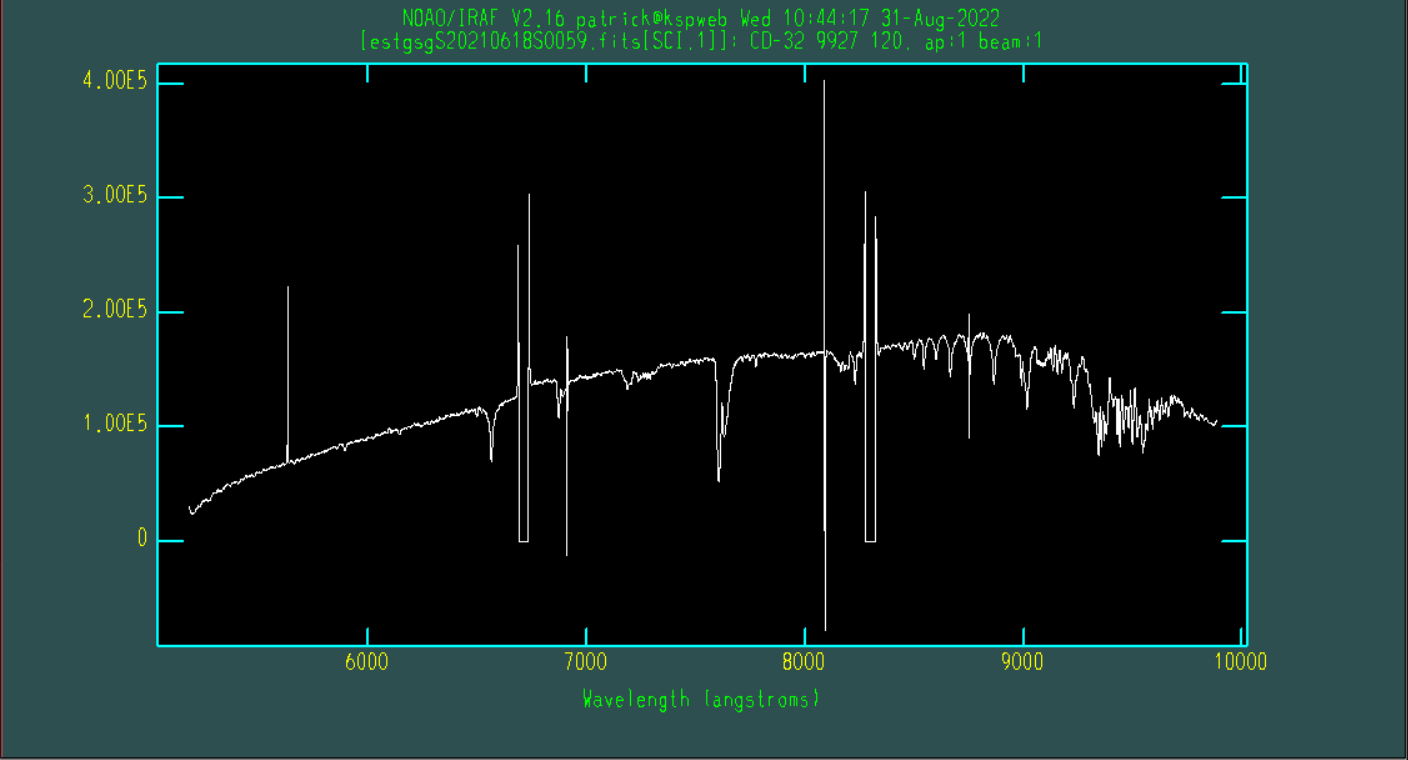 NOAO/IRAF V2.16 patrick@kspweb Wed 10:44:17 31-Aug-2022
[estgsgS20210618S0059.fits[SCI,1]]: CD-32 9927 120. ap:1 beam:1
4.00E5
3.00E5
2.00E5
1.00E5
0
6000 7000 8000 9000 10000
Wavelength (angstroms)